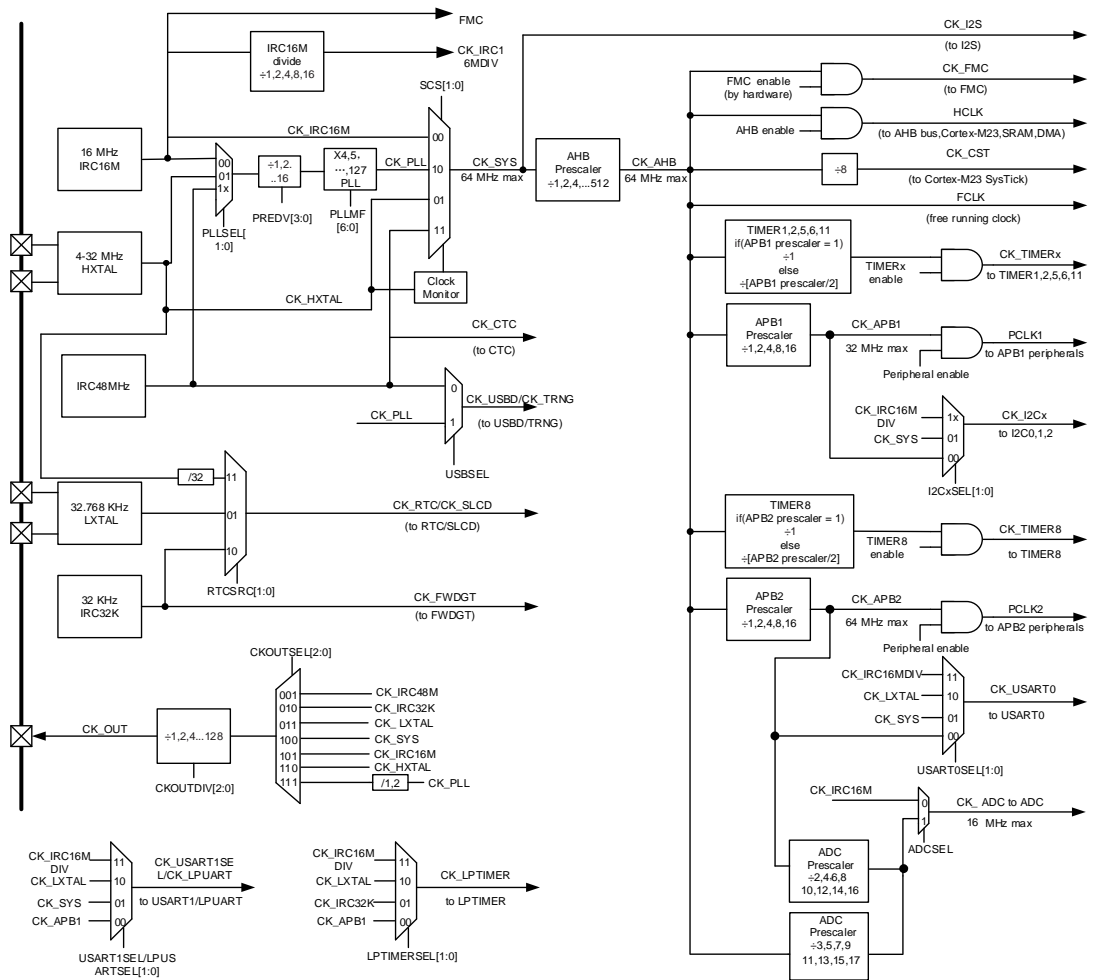 FMC
IRC16M
divide
÷1,2,4,8,16
CK_IRC1
6MDIV
SCS[1:0]
CK_IRC16M
16 MHz
IRC16M
00
01
1x
PLLSEL[
1:0]
÷1,2.
..16
PREDV[3:0]
X4,5,
…,127
PLL
PLLMF
[6:0]
CK_PLL
00
10
01
11
CK_SYS
64 MHz max
AHB
Prescaler
÷1,2,4,...512
CK_AHB
64 MHz max
4-32 MHz
HXTAL
Clock
Monitor
CK_HXTAL
CK_CTC
(to CTC)
IRC48MHz
0
1
CK_PLL
CK_USBD/CK_TRNG
(to USBD/TRNG)
USBSEL
/32
11
01
10
32.768 KHz
LXTAL
CK_RTC/CK_SLCD
(to RTC/SLCD)
RTCSRC[1:0]
32 KHz
IRC32K
CK_FWDGT
(to FWDGT)
CKOUTSEL[2:0]
001
010
011
100
101
110
111
CK_IRC48M
CK_IRC32K
CK_LXTAL
CK_SYS
CK_IRC16M
CK_HXTAL
/1,2
CK_PLL
CK_OUT
÷1,2,4...128
CKOUTDIV[2:0]
CK_IRC16M
DIV
CK_LXTAL
CK_SYS
CK_APB1
11
10
01
00
CK_USART1SE
L/CK_LPUART
to USART1/LPUART
USART1SEL/LPUS
ARTSEL[1:0]
CK_IRC16M
DIV
CK_LXTAL
CK_IRC32K
CK_APB1
11
10
01
00
CK_LPTIMER
to LPTIMER
LPTIMERSEL[1:0]
CK_I2S
(to I2S)
FMC enable
(by hardware)
CK_FMC
(to FMC)
AHB enable
HCLK
(to AHB bus,Cortex-M23,SRAM,DMA)
÷8
CK_CST
(to Cortex-M23 SysTick)
FCLK
(free running clock)
TIMER1,2,5,6,11
if(APB1 prescaler = 1)
÷1
else
÷[APB1 prescaler/2]
TIMERx
enable
CK_TIMERx
to TIMER1,2,5,6,11
APB1
Prescaler
÷1,2,4,8,16
CK_APB1
32 MHz max
Peripheral enable
PCLK1
to APB1 peripherals
CK_IRC16M
DIV
CK_SYS
1x
01
00
CK_I2Cx
to I2C0,1,2
I2CxSEL[1:0]
TIMER8
if(APB2 prescaler = 1)
÷1
else
÷[APB2 prescaler/2]
TIMER8
enable
CK_TIMER8
to TIMER8
APB2
Prescaler
÷1,2,4,8,16
CK_APB2
64 MHz max
Peripheral enable
PCLK2
to APB2 peripherals
CK_IRC16MDIV
CK_LXTAL
CK_SYS
11
10
01
00
CK_USART0
to USART0
USART0SEL[1:0]
CK_IRC16M
0
1
CK_ ADC to ADC
16 MHz max
ADCSEL
ADC
Prescaler
÷2,4,6,8
10,12,14,16
ADC
Prescaler
÷3,5,7,9
11,13,15,17